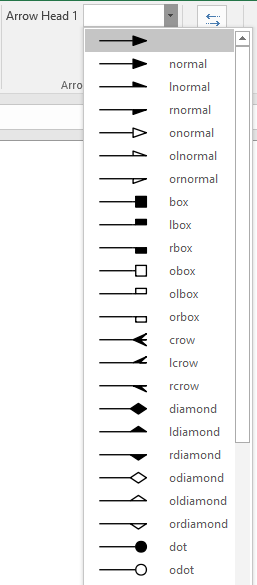 Arrow Head 1
Arro
normal
lnormal
rnormal
onormal
olnormal
ornormal
box
lbox
rbox
obox
olbox
orbox
crow
lcrow
rcrow
diamond
ldiamond
rdiamond
odiamond
oldiamond
ordiamond
dot
odot